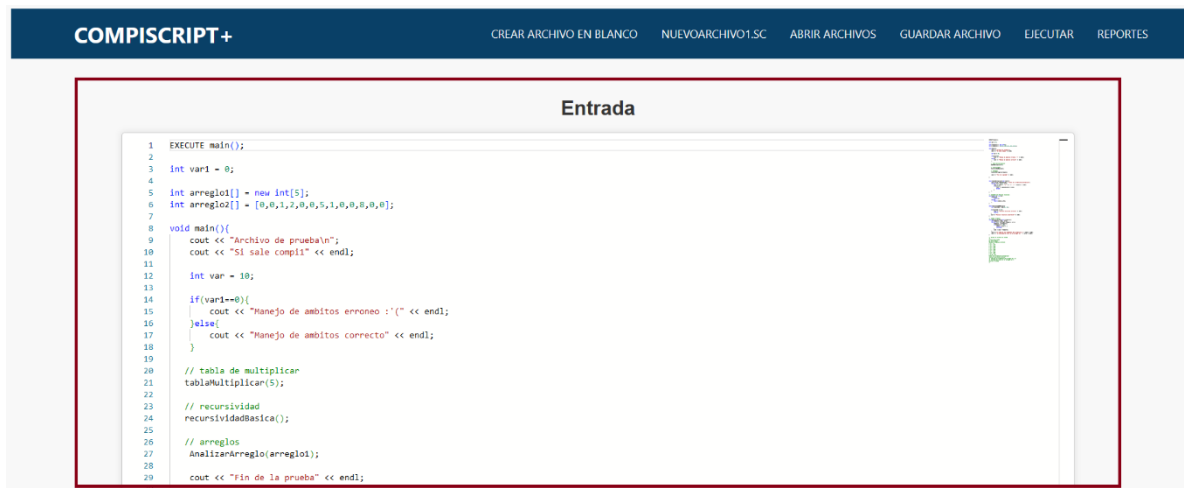 COMPISCRIPT+ CREAR ARCHIVO EN BLANCO NUEVOARCHIVO1.SC ABRIR ARCHIVOS GUARDAR ARCHIVO EJECUTAR REPORTES
Entrada
1 EXECUTE main();
2
3 int var1 = 0;
4
5 int arreglo1[] = new int[5];
6 int arreglo2[] = [0,0,1,2,0,0,5,1,0,0,8,0,0];
7
8 void main(){
9 cout << "Archivo de prueba\n";
10 cout << "Si sale compi1" << endl;
11
12 int var = 10;
13
14 if(var1==0){
15 cout << "Manejo de ambitos erroneo :'(" << endl;
16 }else{
17 cout << "Manejo de ambitos correcto" << endl;
18 }
19
20 // tabla de multiplicar
21 tablaMultiplicar(5);
22
23 // recursividad
24 recursividadBasica();
25
26 // arreglos
27 AnalizarArreglo(arreglo1);
28
29 cout << "Fin de la prueba" << endl;